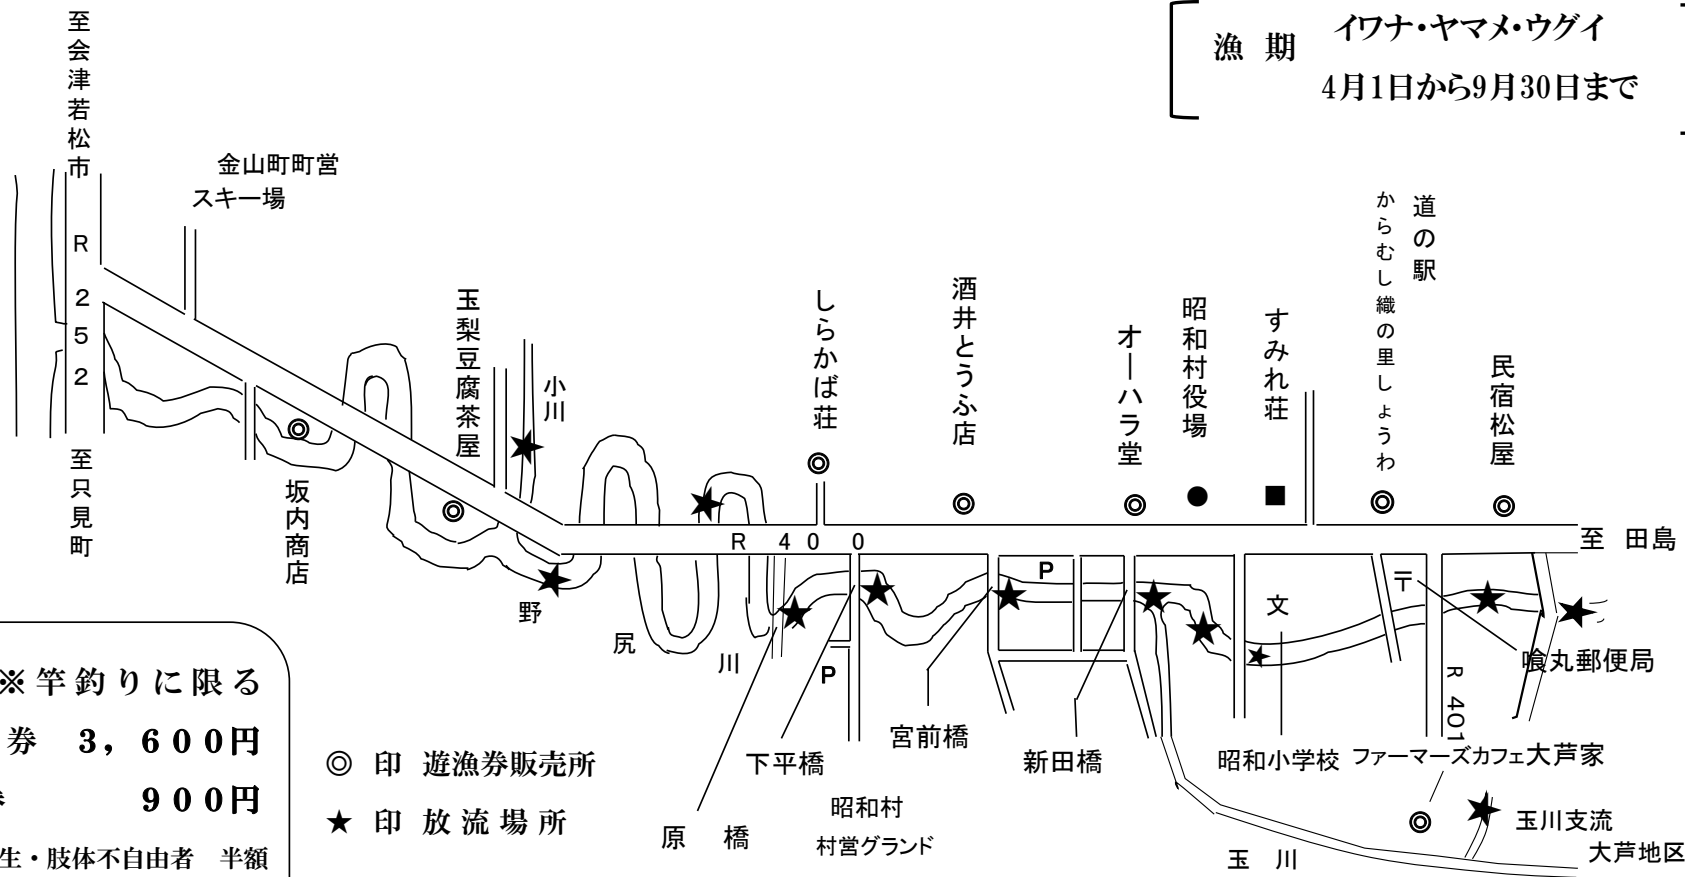 漁期
イワナ・ヤマメ・ウグイ
4月1日から9月30日まで
至会津若松市
R252
至只見町
金山町町営
スキー場
坂内商店
玉梨豆腐茶屋
小川
野尻川
R400
しらかば荘
酒井とうふ店
オーハラ堂
昭和村役場
すみれ荘
道の駅
からむし織の里しょうわ
民宿松屋
至 田島
P
文
〒
喰丸郵便局
R 401
P
宮前橋
下平橋
新田橋
昭和小学校
ファーマーズカフェ大芦家
原橋
昭和村
村営グランド
玉川支流
大芦地区
玉川
※竿釣りに限る
券 3,600円
900円
生・肢体不自由者 半額
◎ 印 遊漁券販売所
★ 印 放流場所